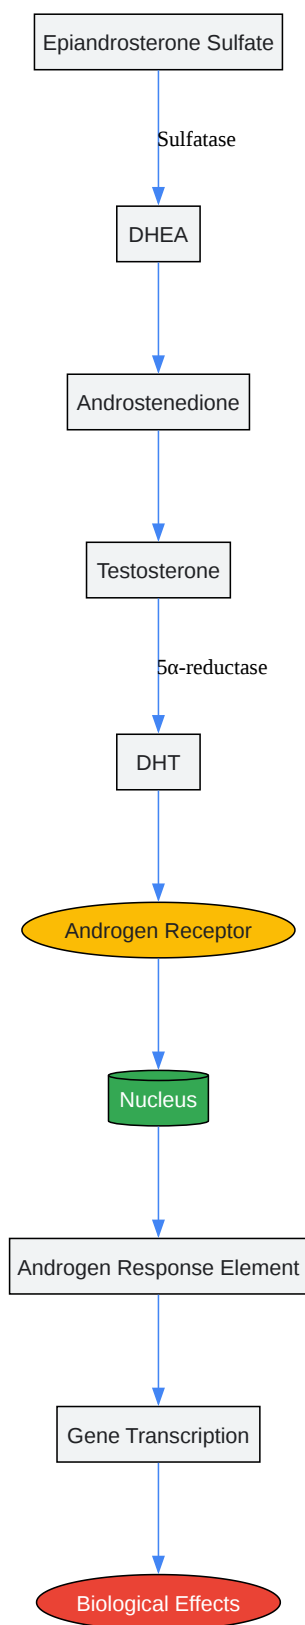 Epiandrosterone Sulfate
Sulfatase
DHEA
Androstenedione
Testosterone
5α-reductase
DHT
Androgen Receptor
Nucleus
Androgen Response Element
Gene Transcription
Biological Effects